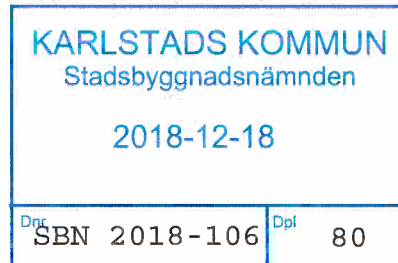 KARLSTADS KOMMUN
Stadsbyggnadsnämnden
2018-12-18
Dnr SBN 2018-106 Dpl 80